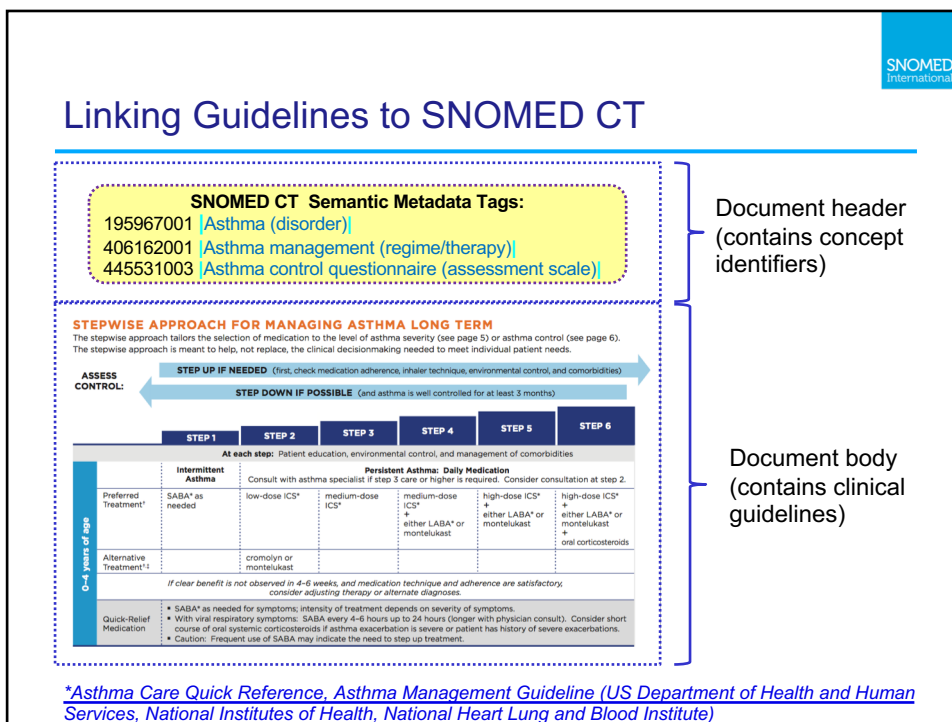 SNOMED
International
Linking Guidelines to SNOMED CT
SNOMED CT Semantic Metadata Tags:
195967001 |Asthma (disorder)|
406162001 |Asthma management (regime/therapy)|
445531003 |Asthma control questionnaire (assessment scale)|
Document header
(contains concept
identifiers)
STEPWISE APPROACH FOR MANAGING ASTHMA LONG TERM
The stepwise approach tailors the selection of medication to the level of asthma severity (see page 5) or asthma control (see page 6).
The stepwise approach is meant to help, not replace, the clinical decisionmaking needed to meet individual patient needs.
ASSESS
CONTROL:
STEP UP IF NEEDED (first, check medication adherence, inhaler technique, environmental control, and comorbidities)
STEP DOWN IF POSSIBLE (and asthma is well controlled for at least 3 months)
STEP 1 STEP 2 STEP 3 STEP 4 STEP 5 STEP 6
At each step: Patient education, environmental control, and management of comorbidities
0–4 years of age
Intermittent
Asthma
Persistent Asthma: Daily Medication
Consult with asthma specialist if step 3 care or higher is required. Consider consultation at step 2.
Preferred
Treatment†
SABA* as
needed
low-dose ICS*
medium-dose
ICS*
medium-dose
ICS*
+
either LABA* or
montelukast
high-dose ICS*
+
either LABA* or
montelukast
high-dose ICS*
+
either LABA* or
montelukast
+
oral corticosteroids
Alternative
Treatment†,‡
cromolyn or
montelukast
If clear benefit is not observed in 4–6 weeks, and medication technique and adherence are satisfactory,
consider adjusting therapy or alternate diagnoses.
Quick-Relief
Medication
• SABA* as needed for symptoms; intensity of treatment depends on severity of symptoms.
• With viral respiratory symptoms: SABA every 4–6 hours up to 24 hours (longer with physician consult). Consider short
course of oral systemic corticosteroids if asthma exacerbation is severe or patient has history of severe exacerbations.
• Caution: Frequent use of SABA may indicate the need to step up treatment.
Document body
(contains clinical
guidelines)
*Asthma Care Quick Reference, Asthma Management Guideline (US Department of Health and Human
Services, National Institutes of Health, National Heart Lung and Blood Institute)